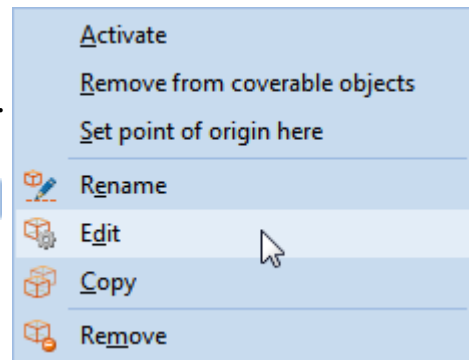 Activate
Remove from coverable objects
Set point of origin here
Rename
Edit
Copy
Remove